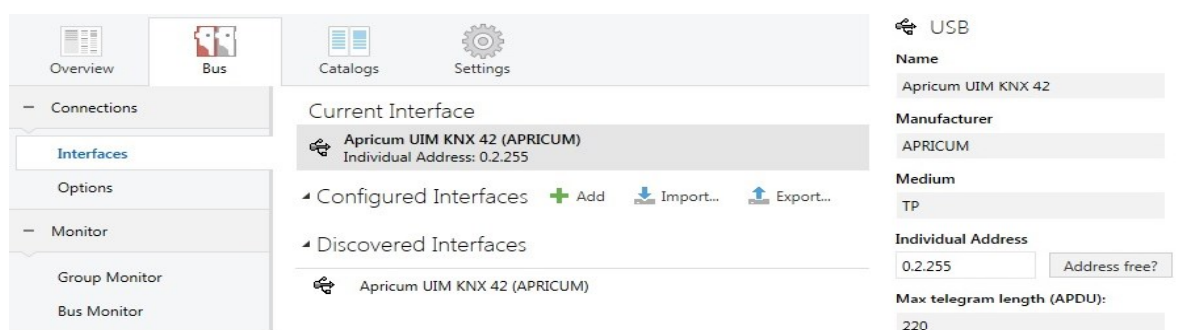 Overview
Bus
Catalogs
Settings
Connections
Interfaces
Options
Monitor
Group Monitor
Bus Monitor
Current Interface
Apricum UIM KNX 42 (APRICUM)
Individual Address: 0.2.255
Configured Interfaces Add Import... Export...
Discovered Interfaces
Apricum UIM KNX 42 (APRICUM)
USB
Name
Apricum UIM KNX 42
Manufacturer
APRICUM
Medium
TP
Individual Address
0.2.255 Address free?
Max telegram length (APDU):
220